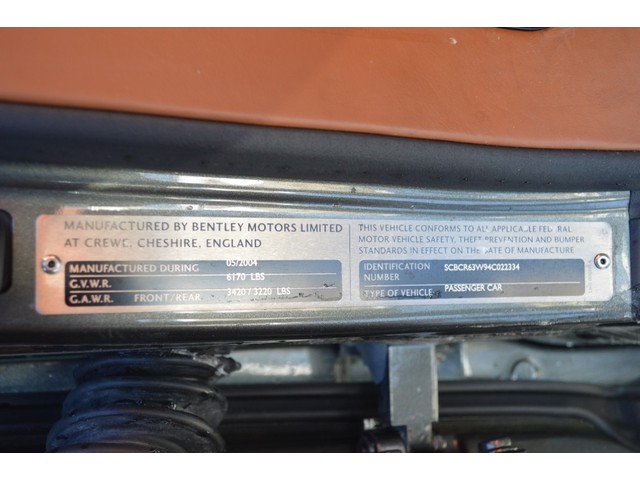 MANUFACTURED BY BENTLEY MOTORS LIMITED
AT CREWE, CHESHIRE, ENGLAND
MANUFACTURED DURING 05/2004
G.V.W.R. 6170 LBS
G.A.W.R. FRONT/REAR 3420 / 3220 LBS
THIS VEHICLE CONFORMS TO ALL APPLICABLE FEDERAL
MOTOR VEHICLE SAFETY, THEFT PREVENTION AND BUMPER
STANDARDS IN EFFECT ON THE DATE OF MANUFACTURE
IDENTIFICATION NUMBER SCBCR63W94C022334
TYPE OF VEHICLE PASSENGER CAR